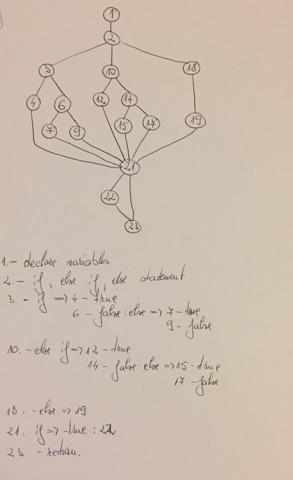 1
2
3 10 18
4 6 12 14 19
7 9 15 17
21
22
23
1.- declare variables
2.- if, else if, else statement
3.- if => 4 - true
6 - false: else => 7 - true
9 - false
10. - else if => 12 - true
14 - false: else => 15 - true
17 - false
18. - else => 19
21. if => - true: 22
23 - return.